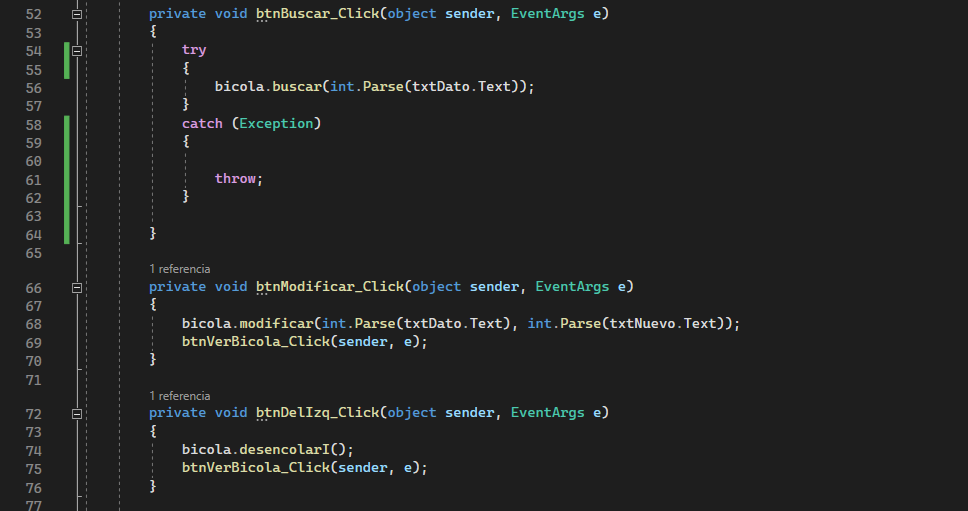 52 private void btnBuscar_Click(object sender, EventArgs e)
53 {
54 try
55 {
56 bicola.buscar(int.Parse(txtDato.Text));
57 }
58 catch (Exception)
59 {
60
61 throw;
62 }
63
64 }
65
1 referencia
66 private void btnModificar_Click(object sender, EventArgs e)
67 {
68 bicola.modificar(int.Parse(txtDato.Text), int.Parse(txtNuevo.Text));
69 btnVerBicola_Click(sender, e);
70 }
71
1 referencia
72 private void btnDelIzq_Click(object sender, EventArgs e)
73 {
74 bicola.desencolarI();
75 btnVerBicola_Click(sender, e);
76 }
77